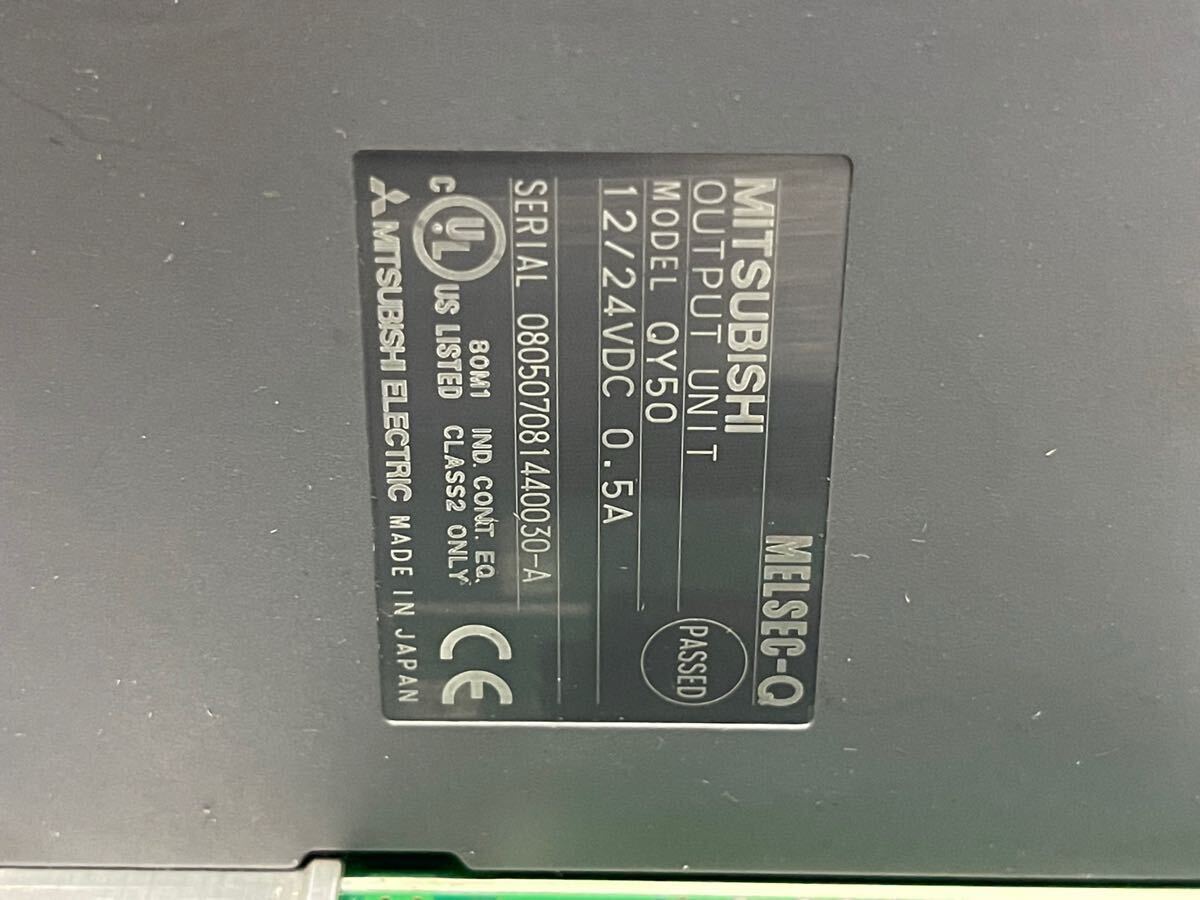 MITSUBISHI MELSEC-Q
OUTPUT UNIT
MODEL QY50
PASSED
12/24VDC 0.5A
SERIAL 080507081440030-A
C UL US LISTED 80M1 IND. CONT. EQ.
CLASS2 ONLY
CE
MITSUBISHI ELECTRIC MADE IN JAPAN